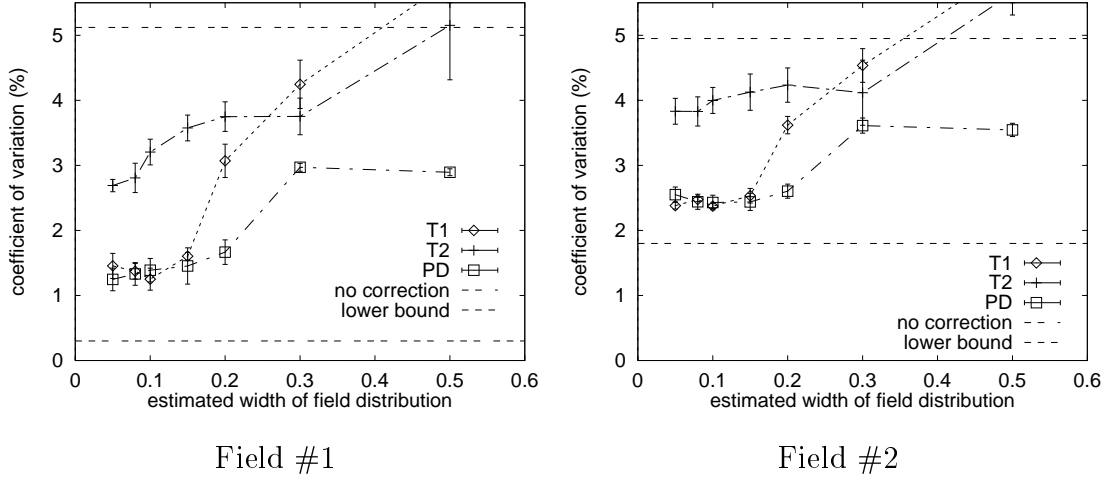 coefficient of variation (%)
5
4
3
2
1
0
0 0.1 0.2 0.3 0.4 0.5 0.6
estimated width of field distribution
T1
T2
PD
no correction
lower bound
Field #1
coefficient of variation (%)
5
4
3
2
1
0
0 0.1 0.2 0.3 0.4 0.5 0.6
estimated width of field distribution
T1
T2
PD
no correction
lower bound
Field #2